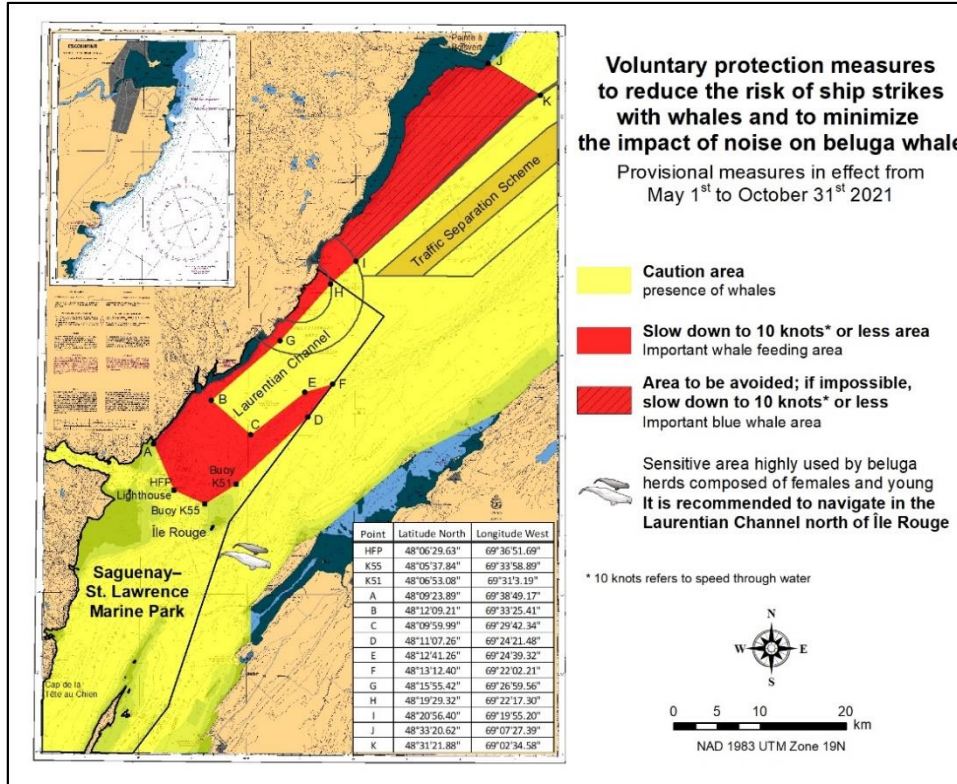 Voluntary protection measures
to reduce the risk of ship strikes
with whales and to minimize
the impact of noise on beluga whale
Provisional measures in effect from
May 1st to October 31st 2021
Caution area
presence of whales
Slow down to 10 knots* or less area
Important whale feeding area
Area to be avoided; if impossible,
slow down to 10 knots* or less
Important blue whale area
Sensitive area highly used by beluga
herds composed of females and young
It is recommended to navigate in the
Laurentian Channel north of Île Rouge
* 10 knots refers to speed through water
N
W E
S
0 5 10 20
km
NAD 1983 UTM Zone 19N
Pointe à
J
K
Traffic Separation Scheme
I
H
G
Laurentian Channel
F
E
B
D
C
A
Buoy
K51
HFP
Lighthouse
Buoy K55
Île Rouge
Saguenay–
St. Lawrence
Marine Park
Cap de la
Tête au Chien
Point Latitude North Longitude West
HFP 48°06'29.63" 69°36'51.69"
K55 48°05'37.84" 69°33'58.89"
K51 48°06'53.08" 69°31'3.19"
A 48°09'23.89" 69°38'49.17"
B 48°12'09.21" 69°33'25.41"
C 48°09'59.99" 69°29'42.34"
D 48°11'07.26" 69°24'21.48"
E 48°12'41.26" 69°24'39.32"
F 48°13'12.40" 69°22'02.21"
G 48°15'55.42" 69°26'59.56"
H 48°19'29.32" 69°22'17.30"
I 48°20'56.40" 69°19'55.20"
J 48°33'20.62" 69°07'27.39"
K 48°31'21.88" 69°02'34.58"